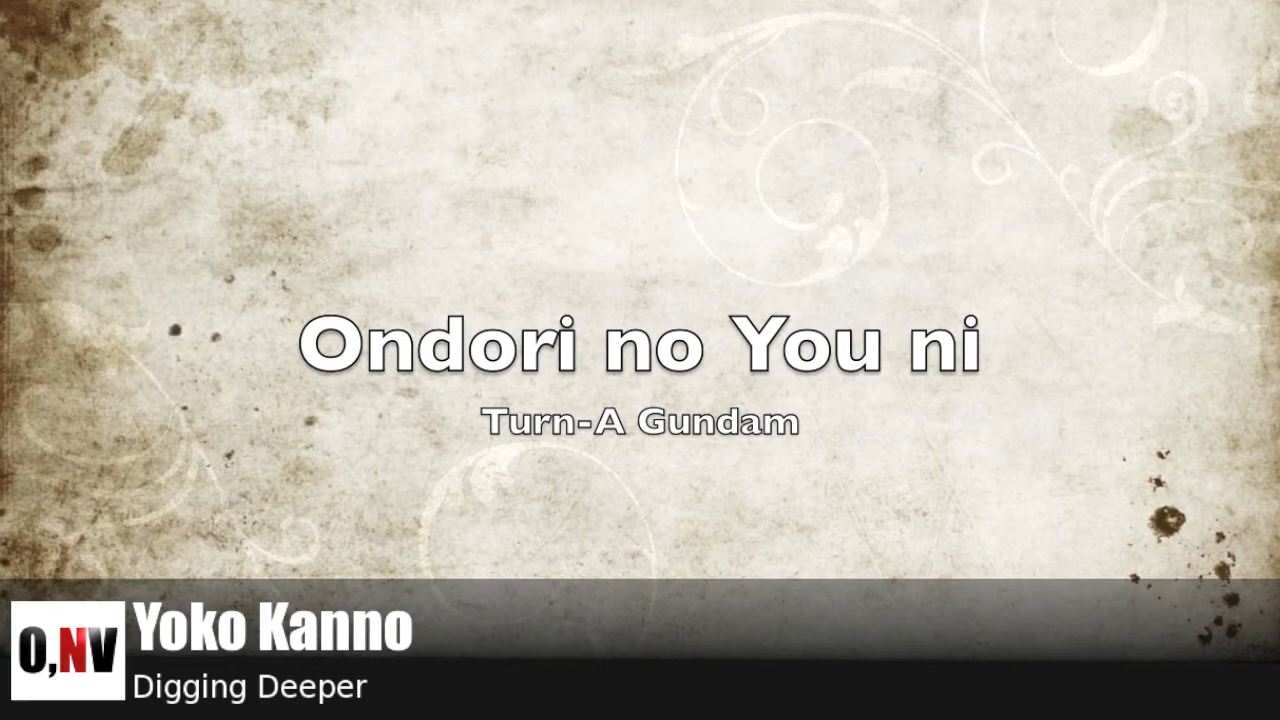 Ondori no You ni
Turn-A Gundam
O,NV
Yoko Kanno
Digging Deeper